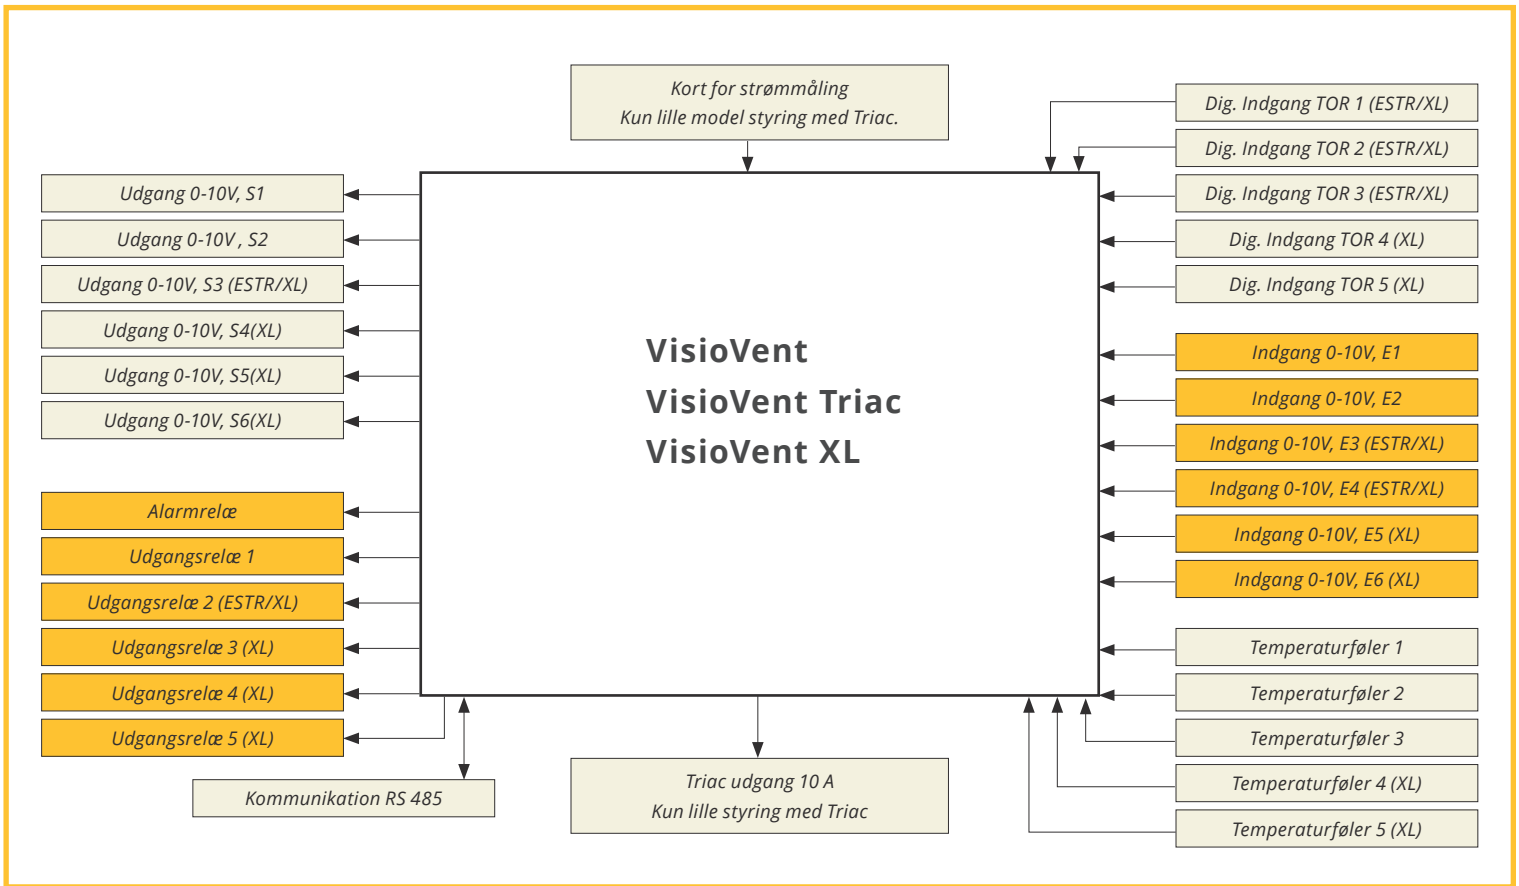 Kort for strømmåling
Kun lille model styring med Triac.
Udgang 0-10V, S1
Udgang 0-10V , S2
Udgang 0-10V, S3 (ESTR/XL)
Udgang 0-10V, S4(XL)
Udgang 0-10V, S5(XL)
Udgang 0-10V, S6(XL)
Alarmrelæ
Udgangsrelæ 1
Udgangsrelæ 2 (ESTR/XL)
Udgangsrelæ 3 (XL)
Udgangsrelæ 4 (XL)
Udgangsrelæ 5 (XL)
Kommunikation RS 485
VisioVent
VisioVent Triac
VisioVent XL
Triac udgang 10 A
Kun lille styring med Triac
Dig. Indgang TOR 1 (ESTR/XL)
Dig. Indgang TOR 2 (ESTR/XL)
Dig. Indgang TOR 3 (ESTR/XL)
Dig. Indgang TOR 4 (XL)
Dig. Indgang TOR 5 (XL)
Indgang 0-10V, E1
Indgang 0-10V, E2
Indgang 0-10V, E3 (ESTR/XL)
Indgang 0-10V, E4 (ESTR/XL)
Indgang 0-10V, E5 (XL)
Indgang 0-10V, E6 (XL)
Temperaturføler 1
Temperaturføler 2
Temperaturføler 3
Temperaturføler 4 (XL)
Temperaturføler 5 (XL)